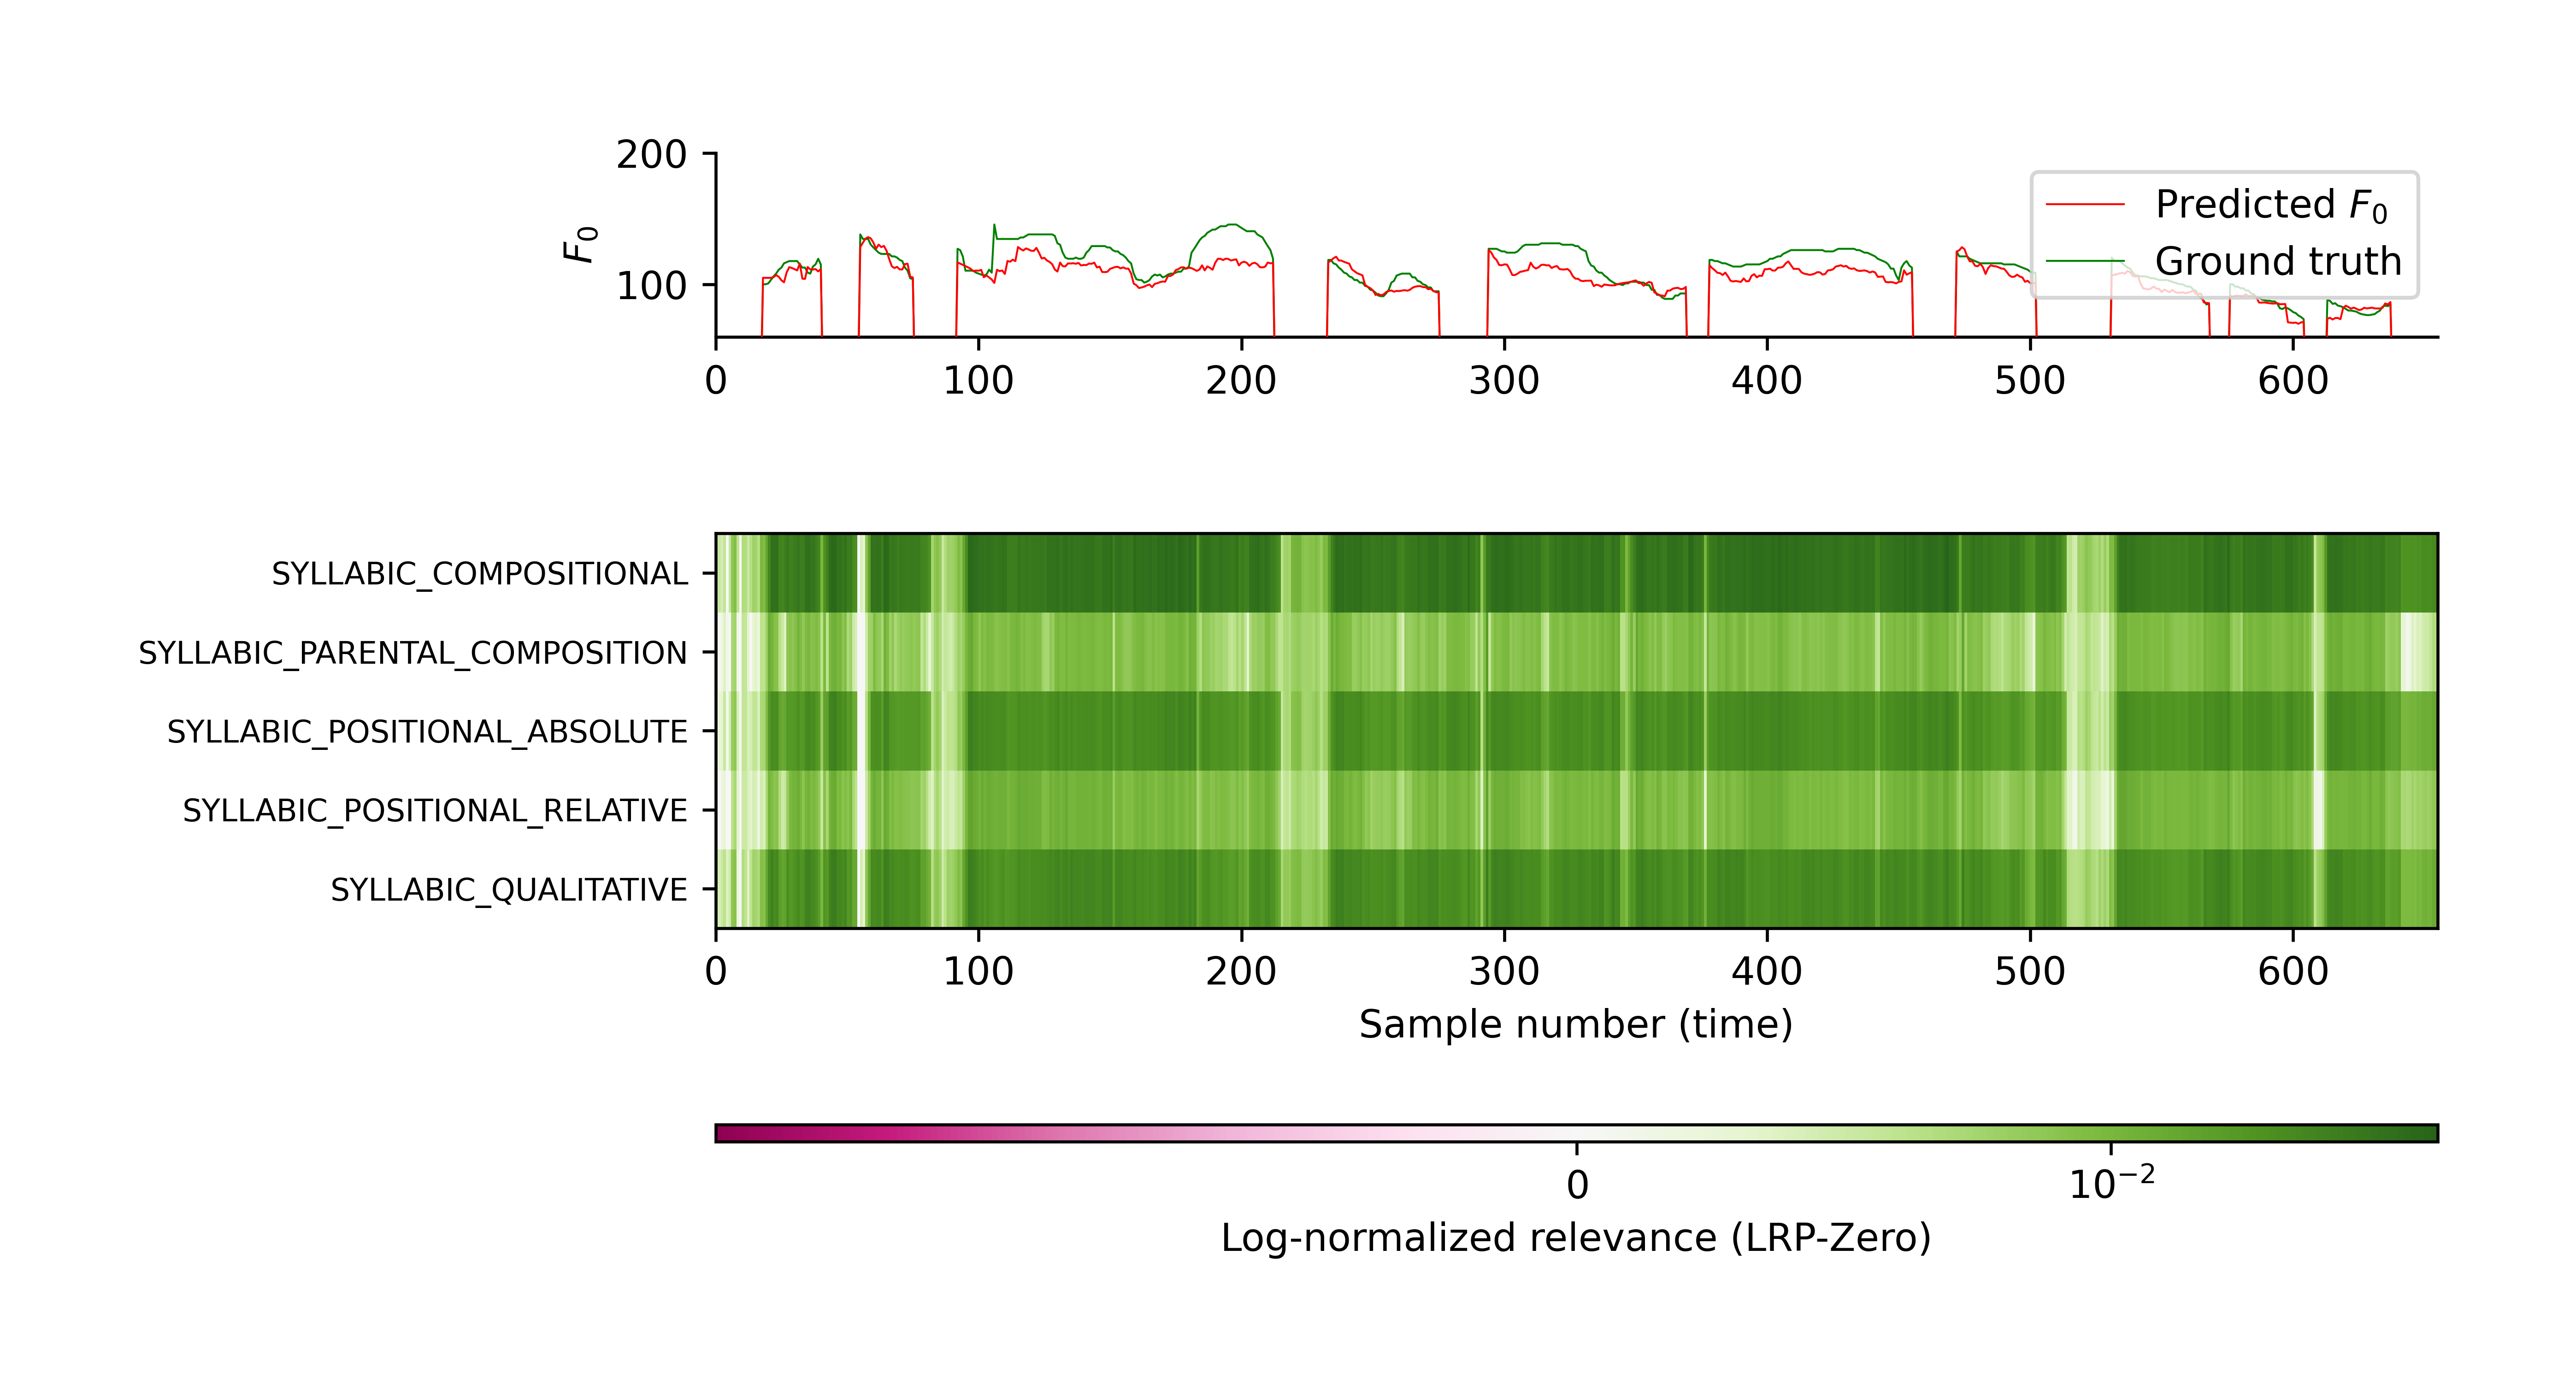 200
100
F0
Predicted F0
Ground truth
0 100 200 300 400 500 600
SYLLABIC_COMPOSITIONAL
SYLLABIC_PARENTAL_COMPOSITION
SYLLABIC_POSITIONAL_ABSOLUTE
SYLLABIC_POSITIONAL_RELATIVE
SYLLABIC_QUALITATIVE
0 100 200 300 400 500 600
Sample number (time)
0 10−2
Log-normalized relevance (LRP-Zero)